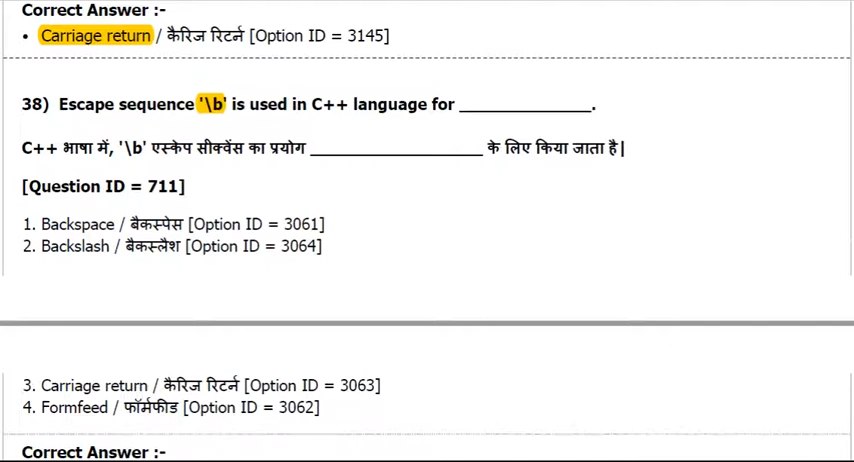 Correct Answer :-
• Carriage return / कैरिज रिटर्न [Option ID = 3145]
38) Escape sequence '\b' is used in C++ language for _______________.
C++ भाषा में, '\b' एस्केप सीक्वेंस का प्रयोग ____________________ के लिए किया जाता है|
[Question ID = 711]
1. Backspace / बैकस्पेस [Option ID = 3061]
2. Backslash / बैकस्लैश [Option ID = 3064]
3. Carriage return / कैरिज रिटर्न [Option ID = 3063]
4. Formfeed / फॉर्मफीड [Option ID = 3062]
Correct Answer :-